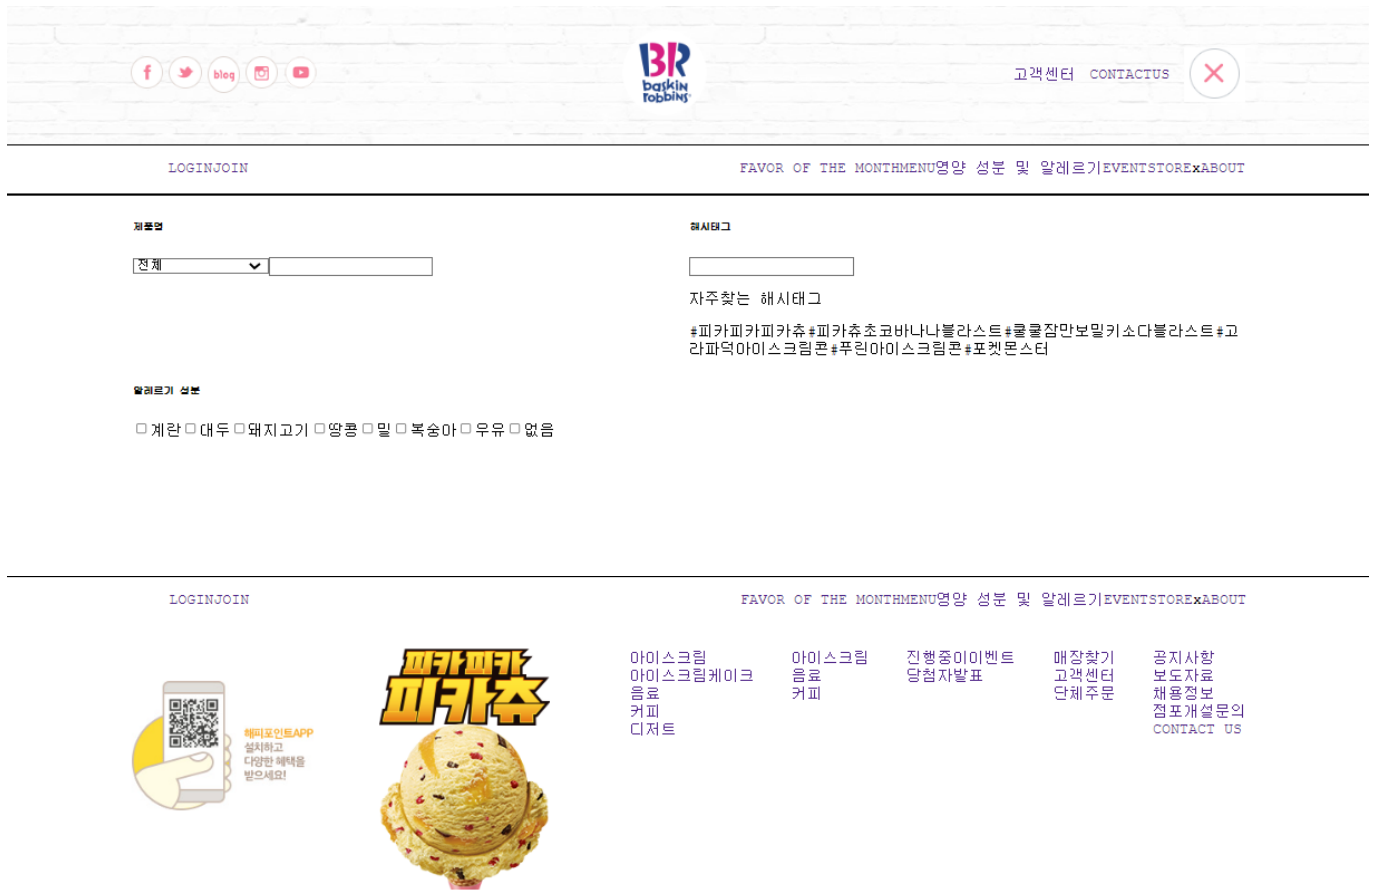 blog
BR
baskin
robbins
고객센터 CONTACTUS
LOGINJOIN
FAVOR OF THE MONTHMENU영양 성분 및 알레르기EVENTSTORExABOUT
제품명
전체
해시태그
자주찾는 해시태그
#피카피카피카츄#피카츄초코바나나블라스트#쿨쿨잠만보밀키소다블라스트#고
라파덕아이스크림콘#푸린아이스크림콘#포켓몬스터
알레르기 성분
계란 대두 돼지고기 땅콩 밀 복숭아 우유 없음
LOGINJOIN
FAVOR OF THE MONTHMENU영양 성분 및 알레르기EVENTSTORExABOUT
해피포인트APP
설치하고
다양한 혜택을
받으세요!
피카피카
피카츄
아이스크림
아이스크림케이크
음료
커피
디저트
아이스크림
음료
커피
진행중이이벤트
당첨자발표
매장찾기
고객센터
단체주문
공지사항
보도자료
채용정보
점포개설문의
CONTACT US